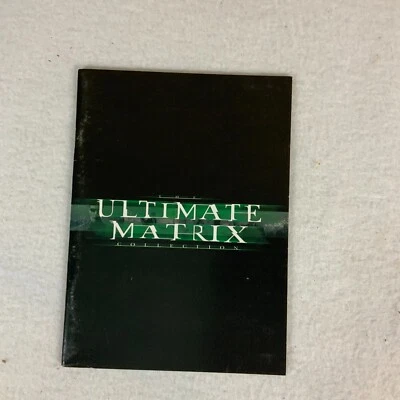 THE
ULTIMATE
MATRIX
COLLECTION